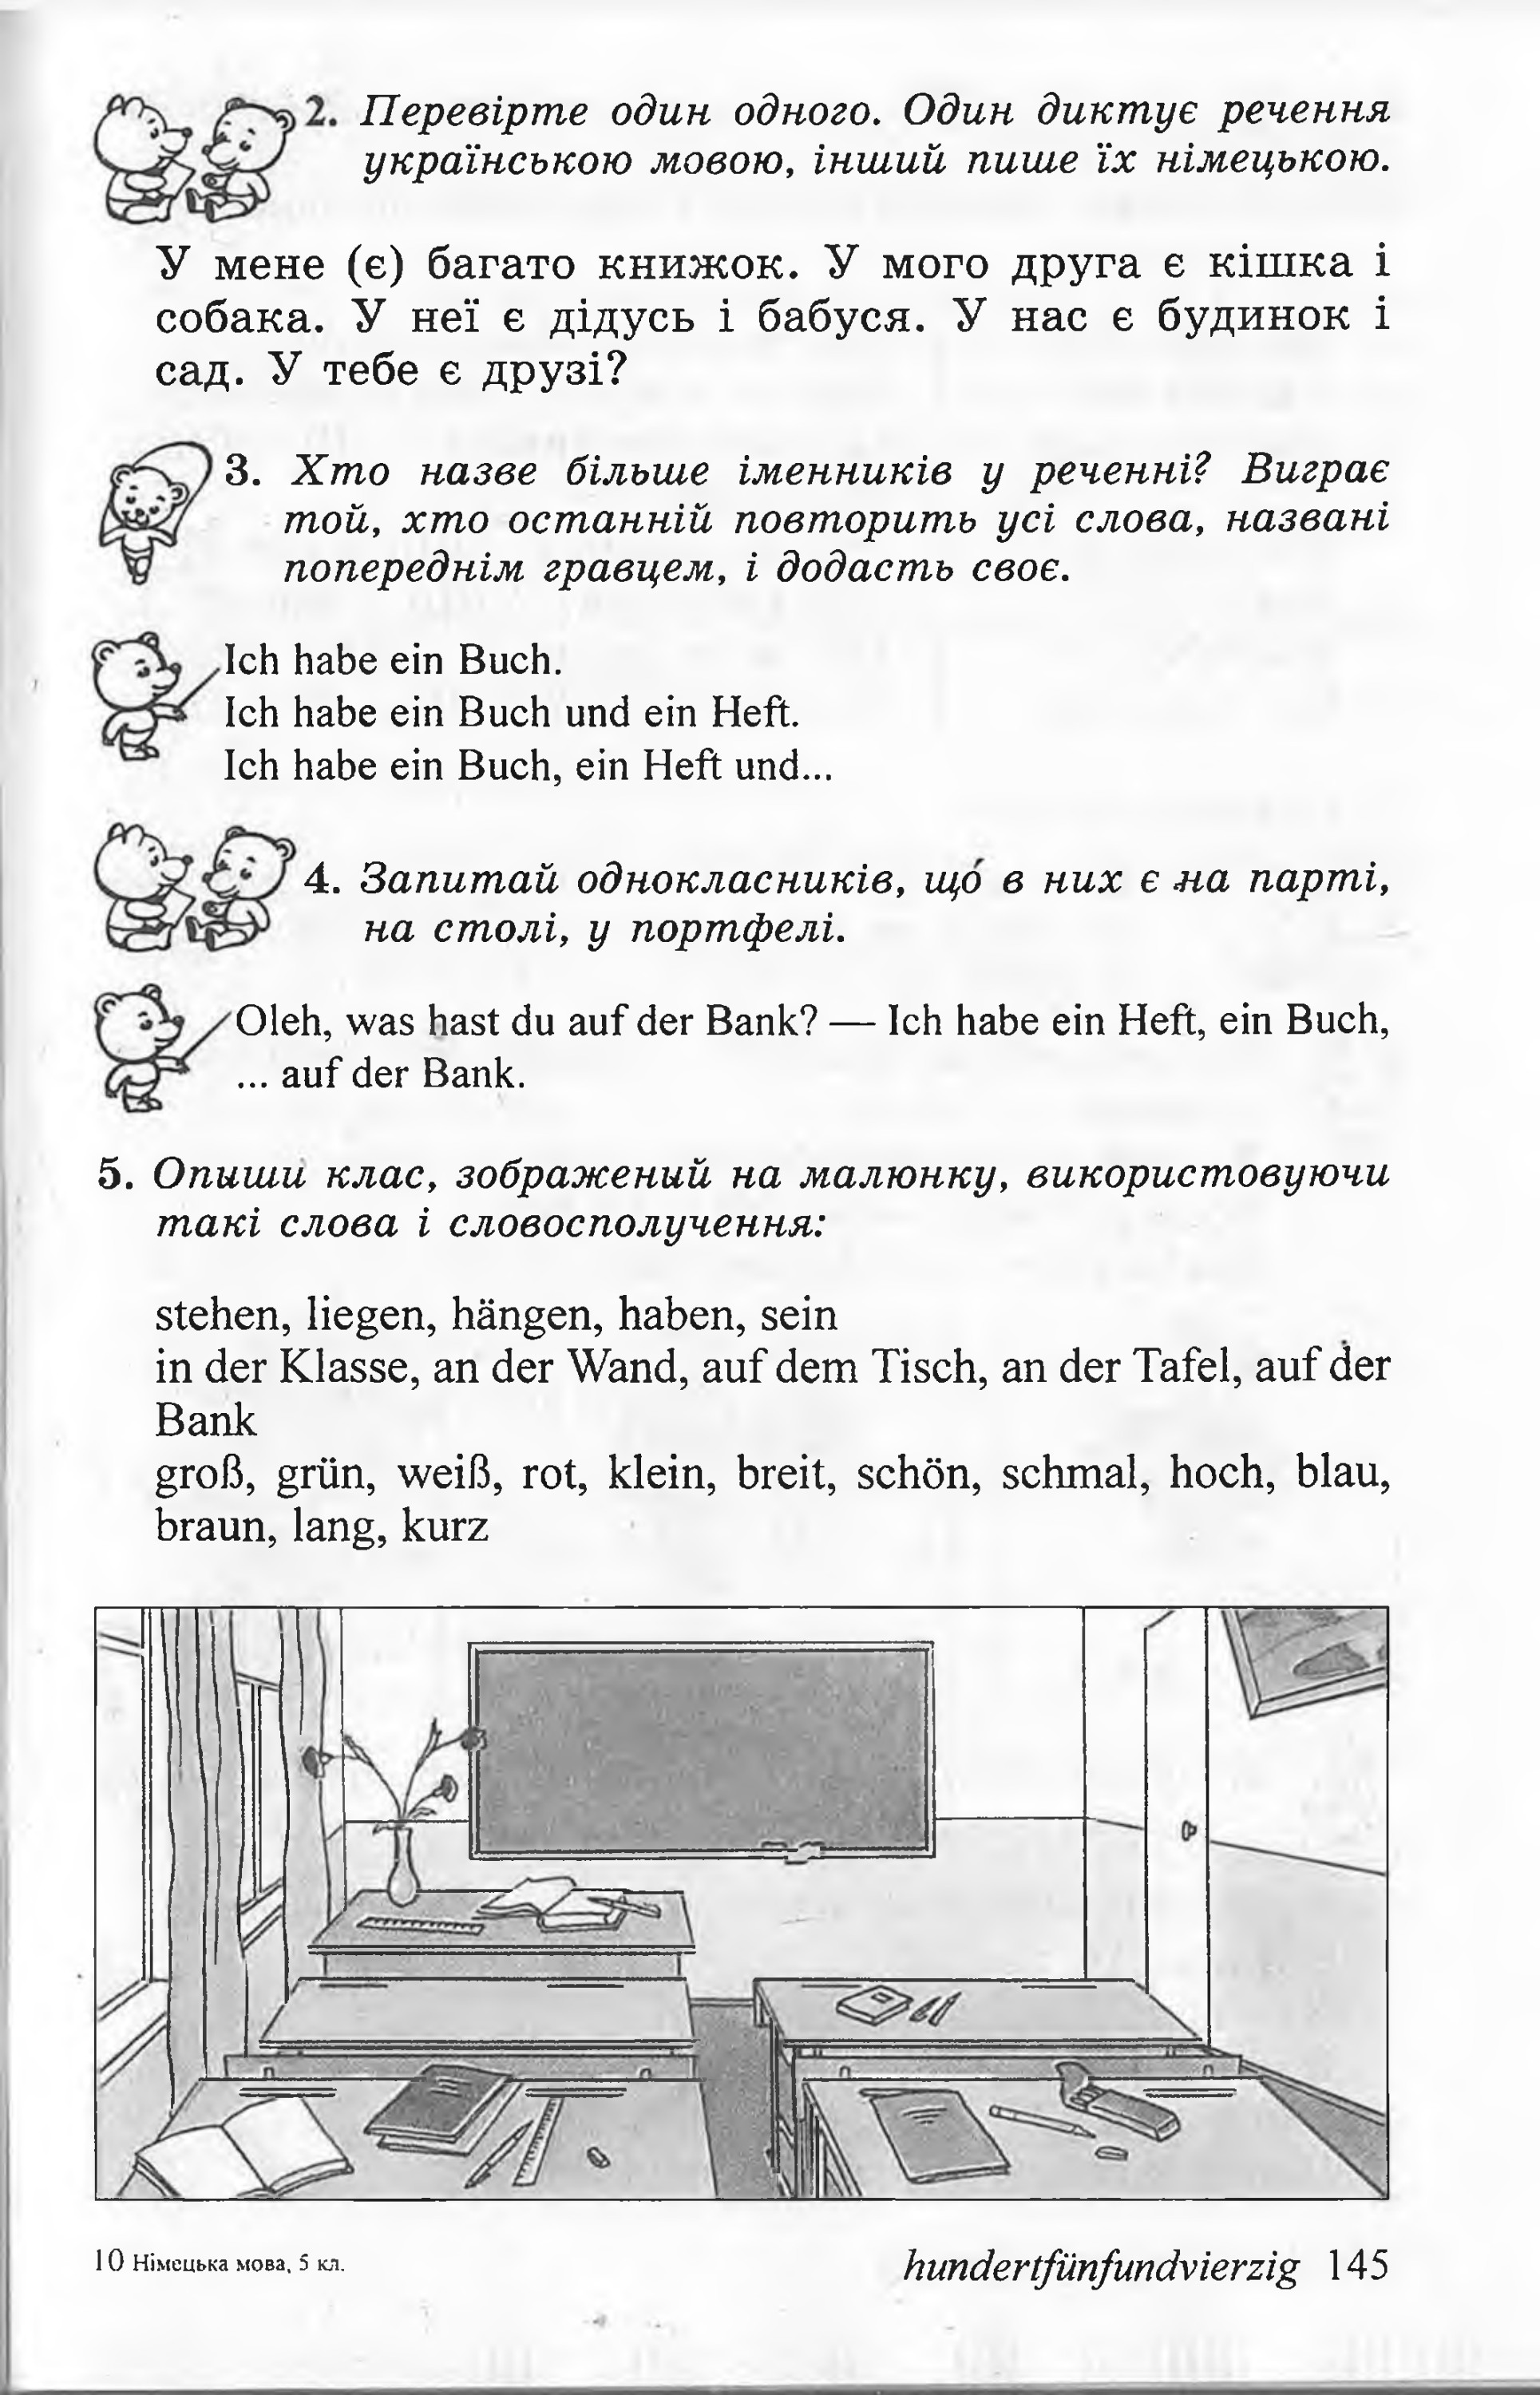 2. Перевірте один одного. Один диктує речення
українською мовою, інший пише їх німецькою.
У мене (є) багато книжок. У мого друга є кішка і
собака. У неї є дідусь і бабуся. У нас є будинок і
сад. У тебе є друзі?
3. Хто назве більше іменників у реченні? Виграє
той, хто останній повторить усі слова, названі
попереднім гравцем, і додасть своє.
Ich habe ein Buch.
Ich habe ein Buch und ein Heft.
Ich habe ein Buch, ein Heft und...
4. Запитай однокласників, що́ в них є на парті,
на столі, у портфелі.
Oleh, was hast du auf der Bank? — Ich habe ein Heft, ein Buch,
... auf der Bank.
5. Опиши клас, зображений на малюнку, використовуючи
такі слова і словосполучення:
stehen, liegen, hängen, haben, sein
in der Klasse, an der Wand, auf dem Tisch, an der Tafel, auf der
Bank
groß, grün, weiß, rot, klein, breit, schön, schmal, hoch, blau,
braun, lang, kurz
10 Німецька мова, 5 кл.
hundertfünfundvierzig 145